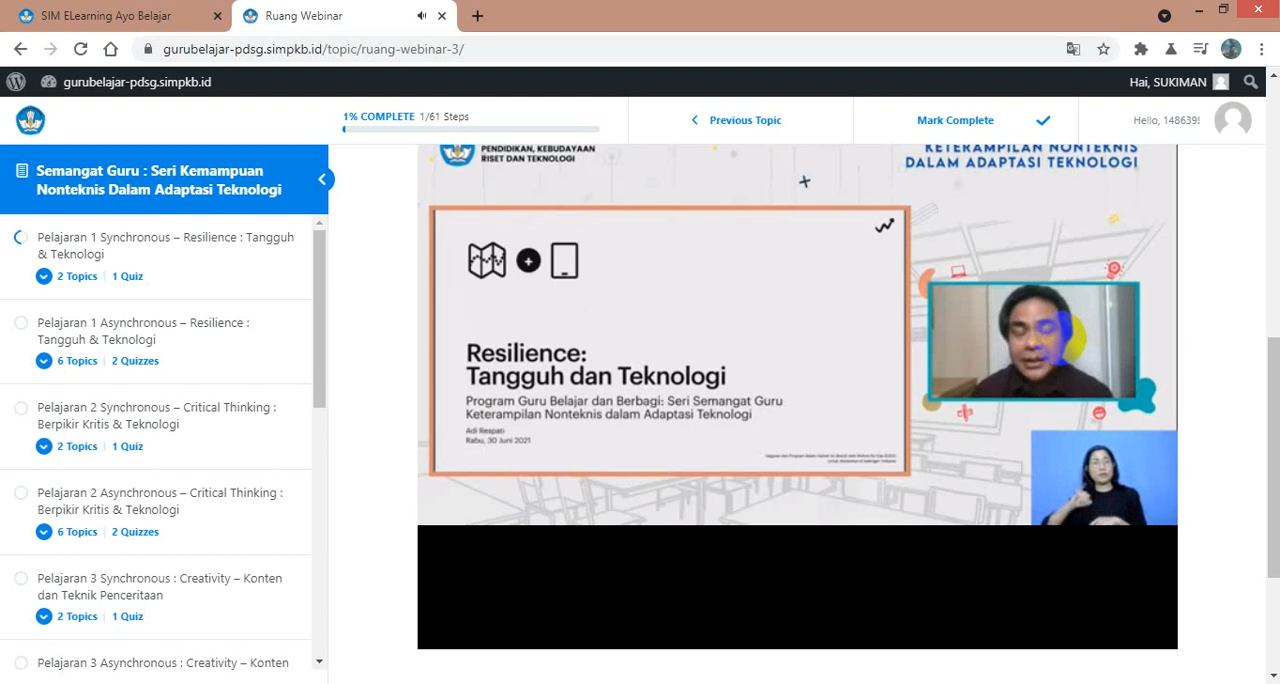 SIM ELearning Ayo Belajar
Ruang Webinar
gurubelajar-pdsg.simpkb.id/topic/ruang-webinar-3/
gurubelajar-pdsg.simpkb.id
Hai, SUKIMAN
1% COMPLETE 1/61 Steps
Previous Topic
Mark Complete
Hello, 148639!
Semangat Guru : Seri Kemampuan
Nonteknis Dalam Adaptasi Teknologi
Pelajaran 1 Synchronous – Resilience : Tangguh
& Teknologi
2 Topics | 1 Quiz
Pelajaran 1 Asynchronous – Resilience :
Tangguh & Teknologi
6 Topics | 2 Quizzes
Pelajaran 2 Synchronous – Critical Thinking :
Berpikir Kritis & Teknologi
2 Topics | 1 Quiz
Pelajaran 2 Asynchronous – Critical Thinking :
Berpikir Kritis & Teknologi
6 Topics | 2 Quizzes
Pelajaran 3 Synchronous : Creativity – Konten
dan Teknik Penceritaan
2 Topics | 1 Quiz
Pelajaran 3 Asynchronous : Creativity – Konten
PENDIDIKAN, KEBUDAYAAN
RISET DAN TEKNOLOGI
KETERAMPILAN NONTEKNIS
DALAM ADAPTASI TEKNOLOGI
Resilience:
Tangguh dan Teknologi
Program Guru Belajar dan Berbagi: Seri Semangat Guru
Keterampilan Nonteknis dalam Adaptasi Teknologi
Adi Respati
Rabu, 30 Juni 2021